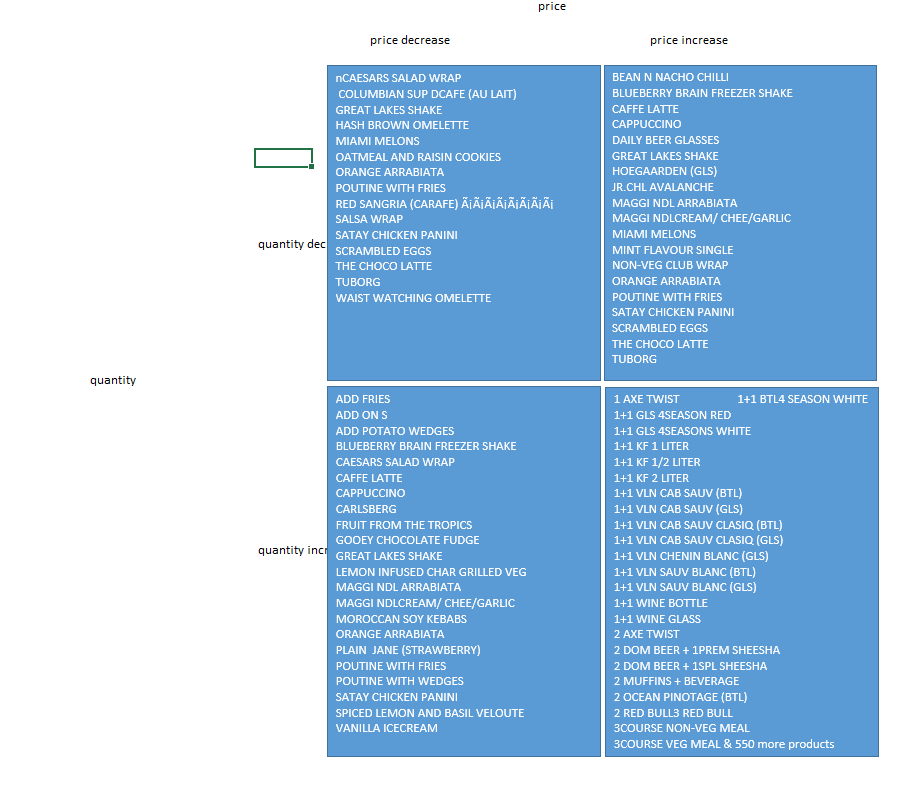 price
price decrease
price increase
nCAESARS SALAD WRAP
COLUMBIAN SUP DCAFE (AU LAIT)
GREAT LAKES SHAKE
HASH BROWN OMELETTE
MIAMI MELONS
OATMEAL AND RAISIN COOKIES
ORANGE ARRABIATA
POUTINE WITH FRIES
RED SANGRIA (CARAFE) Ã¡Ã¡Ã¡Ã¡Ã¡Ã¡Ã¡Ã¡
SALSA WRAP
SATAY CHICKEN PANINI
SCRAMBLED EGGS
THE CHOCO LATTE
TUBORG
WAIST WATCHING OMELETTE
BEAN N NACHO CHILLI
BLUEBERRY BRAIN FREEZER SHAKE
CAFFE LATTE
CAPPUCCINO
DAILY BEER GLASSES
GREAT LAKES SHAKE
HOEGAARDEN (GLS)
JR.CHL AVALANCHE
MAGGI NDL ARRABIATA
MAGGI NDLCREAM/ CHEE/GARLIC
MIAMI MELONS
MINT FLAVOUR SINGLE
NON-VEG CLUB WRAP
ORANGE ARRABIATA
POUTINE WITH FRIES
SATAY CHICKEN PANINI
SCRAMBLED EGGS
THE CHOCO LATTE
TUBORG
quantity dec
quantity
quantity incr
ADD FRIES
ADD ON S
ADD POTATO WEDGES
BLUEBERRY BRAIN FREEZER SHAKE
CAESARS SALAD WRAP
CAFFE LATTE
CAPPUCCINO
CARLSBERG
FRUIT FROM THE TROPICS
GOOEY CHOCOLATE FUDGE
GREAT LAKES SHAKE
LEMON INFUSED CHAR GRILLED VEG
MAGGI NDL ARRABIATA
MAGGI NDLCREAM/ CHEE/GARLIC
MOROCCAN SOY KEBABS
ORANGE ARRABIATA
PLAIN  JANE (STRAWBERRY)
POUTINE WITH FRIES
POUTINE WITH WEDGES
SATAY CHICKEN PANINI
SPICED LEMON AND BASIL VELOUTE
VANILLA ICECREAM
1 AXE TWIST 1+1 BTL4 SEASON WHITE
1+1 GLS 4SEASON RED
1+1 GLS 4SEASONS WHITE
1+1 KF 1 LITER
1+1 KF 1/2 LITER
1+1 KF 2 LITER
1+1 VLN CAB SAUV (BTL)
1+1 VLN CAB SAUV (GLS)
1+1 VLN CAB SAUV CLASIQ (BTL)
1+1 VLN CAB SAUV CLASIQ (GLS)
1+1 VLN CHENIN BLANC (GLS)
1+1 VLN SAUV BLANC (BTL)
1+1 VLN SAUV BLANC (GLS)
1+1 WINE BOTTLE
1+1 WINE GLASS
2 AXE TWIST
2 DOM BEER + 1PREM SHEESHA
2 DOM BEER + 1SPL SHEESHA
2 MUFFINS + BEVERAGE
2 OCEAN PINOTAGE (BTL)
2 RED BULL3 RED BULL
3COURSE NON-VEG MEAL
3COURSE VEG MEAL & 550 more products